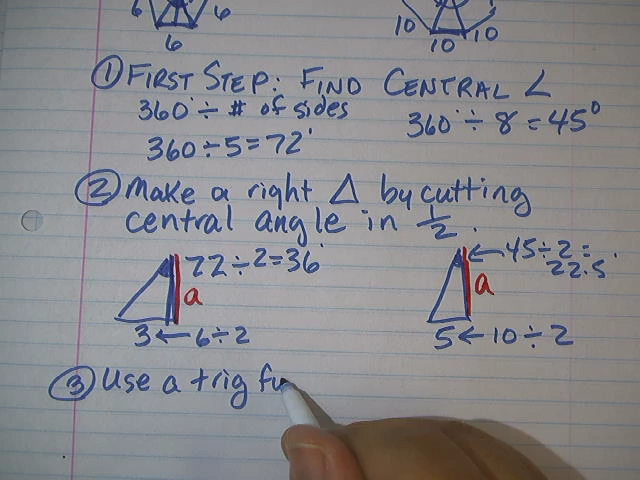 6 6
6
10 10
10
① FIRST STEP: FIND CENTRAL ∠
360° ÷ # of sides
360° ÷ 8 = 45°
360 ÷ 5 = 72°
② Make a right △ by cutting
central angle in 1/2.
72 ÷ 2 = 36°
a
3 ← 6 ÷ 2
← 45 ÷ 2 =
22.5°
a
5 ← 10 ÷ 2
③ Use a trig fu